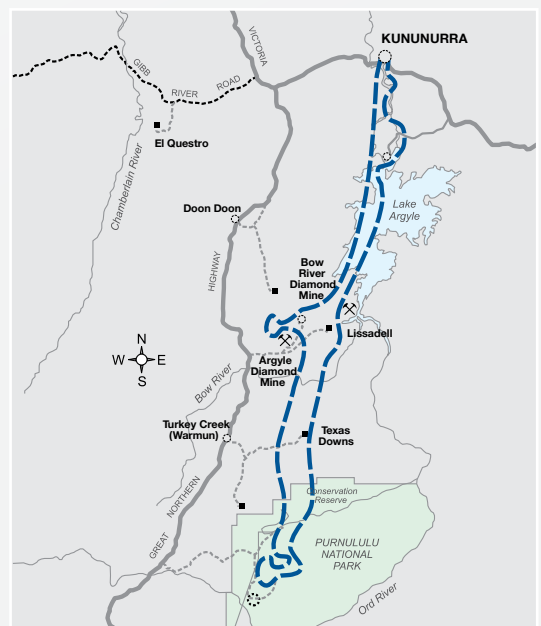 KUNUNURRA
VICTORIA
GIBB
RIVER
ROAD
El Questro
Chamberlain River
Lake
Argyle
Doon Doon
HIGHWAY
Bow
River
Diamond
Mine
Lissadell
N
W E
S
Argyle
Diamond
Mine
Bow River
Turkey Creek
(Warmun)
Texas
Downs
NORTHERN
Conservation
Reserve
GREAT
PURNULULU
NATIONAL
PARK
Ord River